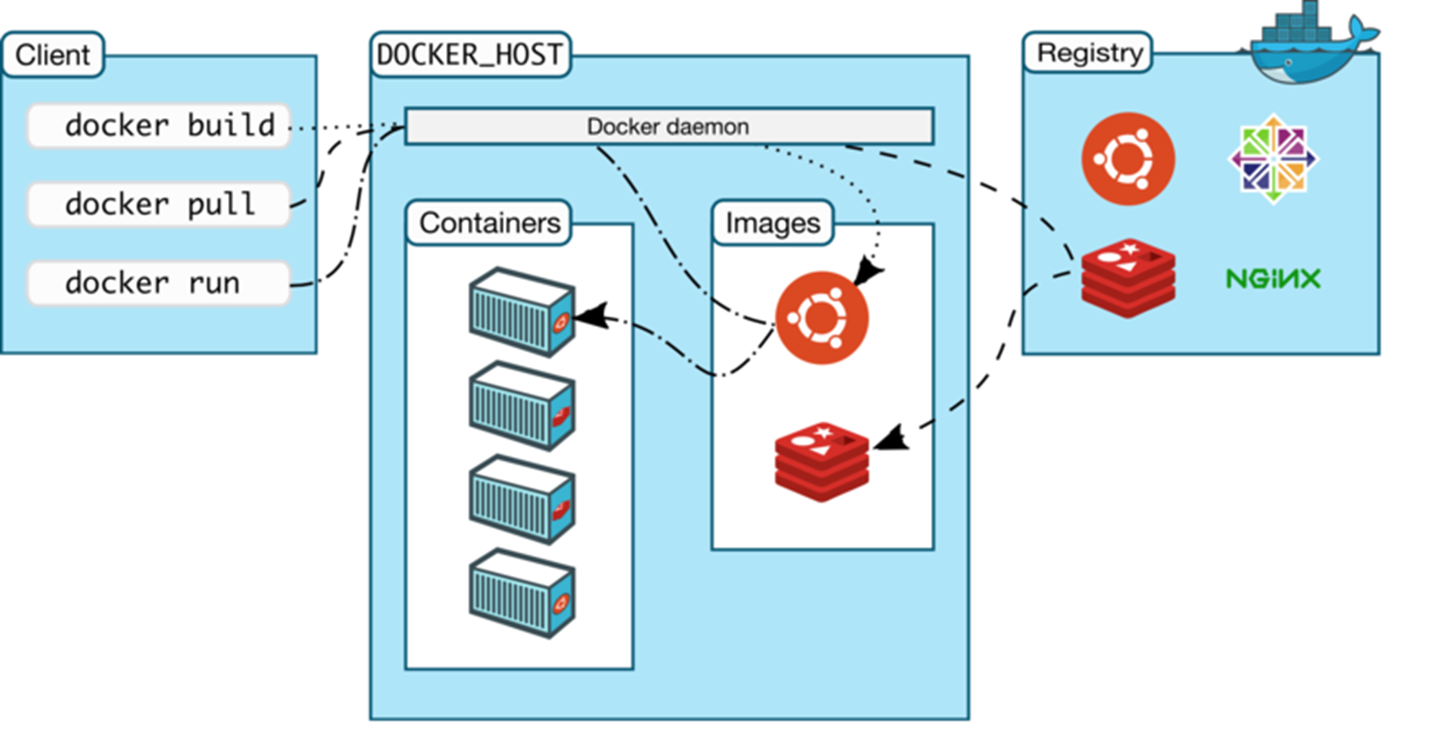 Client
docker build
docker pull
docker run
DOCKER_HOST
Docker daemon
Containers
Images
Registry
NGiNX